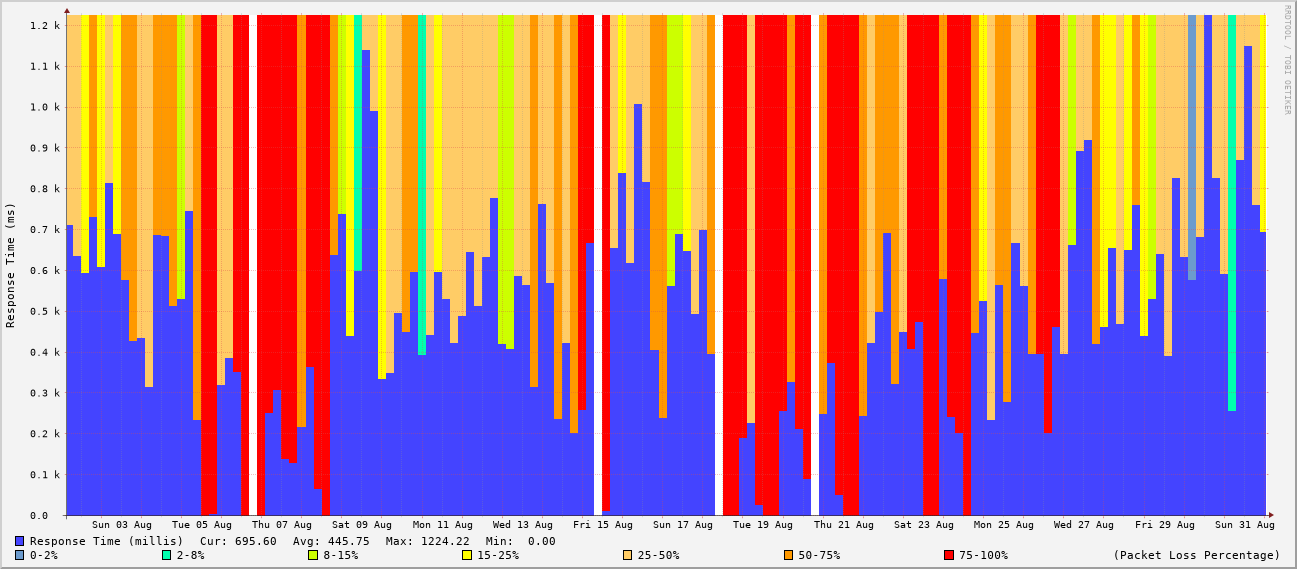 RRDTOOL / TOBI OETIKER
Response Time (ms)
1.2 k
1.1 k
1.0 k
0.9 k
0.8 k
0.7 k
0.6 k
0.5 k
0.4 k
0.3 k
0.2 k
0.1 k
0.0
Sun 03 Aug Tue 05 Aug Thu 07 Aug Sat 09 Aug Mon 11 Aug Wed 13 Aug Fri 15 Aug Sun 17 Aug Tue 19 Aug Thu 21 Aug Sat 23 Aug Mon 25 Aug Wed 27 Aug Fri 29 Aug Sun 31 Aug
Response Time (millis) Cur: 695.60 Avg: 445.75 Max: 1224.22 Min: 0.00
0-2% 2-8% 8-15% 15-25% 25-50% 50-75% 75-100% (Packet Loss Percentage)